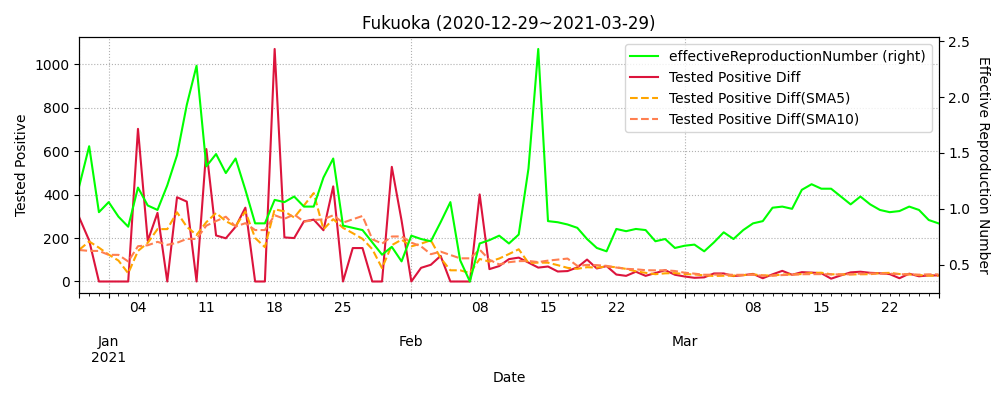 Fukuoka (2020-12-29~2021-03-29)
effectiveReproductionNumber (right)
Tested Positive Diff
Tested Positive Diff(SMA5)
Tested Positive Diff(SMA10)
Tested Positive
1000
800
600
400
200
0
Effective Reproduction Number
2.5
2.0
1.5
1.0
0.5
04 11 18 25 08 15 22 08 15 22
Jan Feb Mar
2021
Date